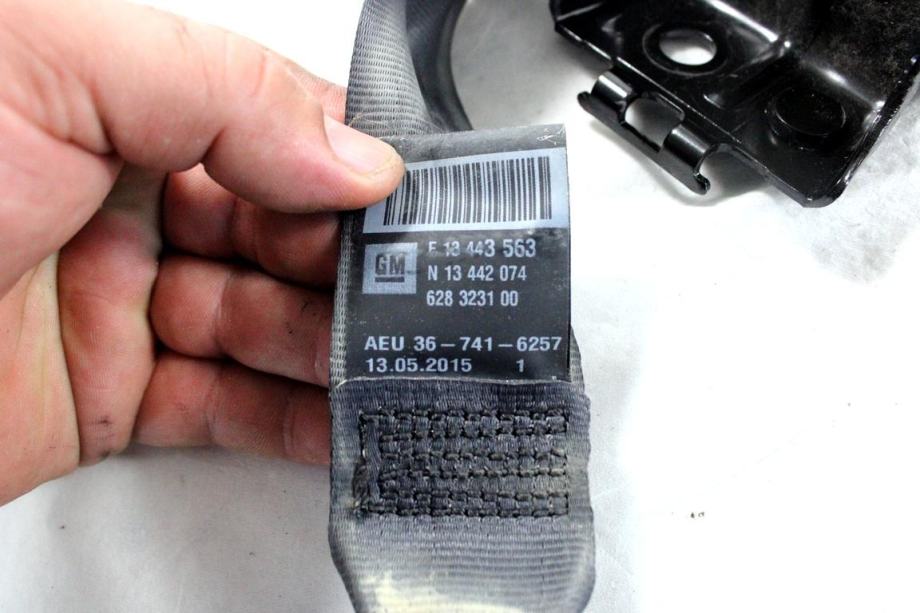 E 13 443 563
GM
N 13 442 074
628 3231 00
AEU 36-741-6257
13.05.2015 1